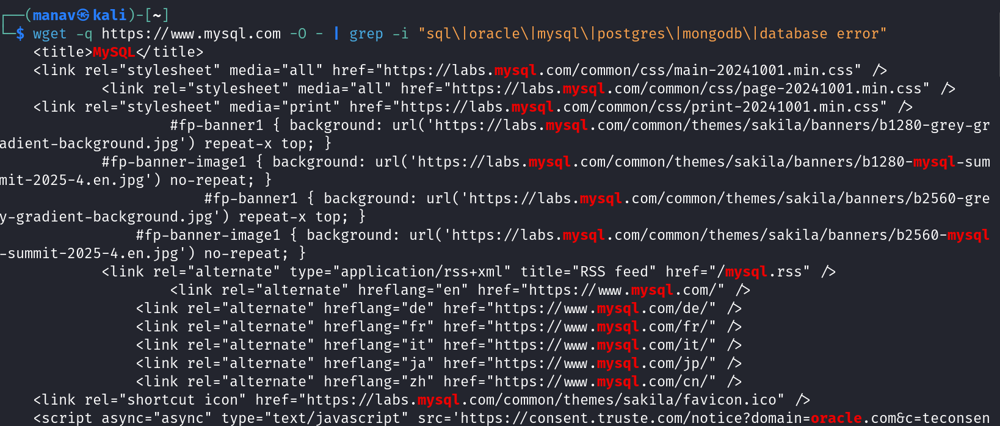 ┌──(manav㉿kali)-[~]
└─$ wget -q https://www.mysql.com -O - | grep -i "sql\|oracle\|mysql\|postgres\|mongodb\|database error"
<title>MySQL</title>
<link rel="stylesheet" media="all" href="https://labs.mysql.com/common/css/main-20241001.min.css" />
<link rel="stylesheet" media="all" href="https://labs.mysql.com/common/css/page-20241001.min.css" />
<link rel="stylesheet" media="print" href="https://labs.mysql.com/common/css/print-20241001.min.css" />
#fp-banner1 { background: url('https://labs.mysql.com/common/themes/sakila/banners/b1280-grey-gr
adient-background.jpg') repeat-x top; }
#fp-banner-image1 { background: url('https://labs.mysql.com/common/themes/sakila/banners/b1280-mysql-sum
mit-2025-4.en.jpg') no-repeat; }
#fp-banner1 { background: url('https://labs.mysql.com/common/themes/sakila/banners/b2560-gre
y-gradient-background.jpg') repeat-x top; }
#fp-banner-image1 { background: url('https://labs.mysql.com/common/themes/sakila/banners/b2560-mysql
-summit-2025-4.en.jpg') no-repeat; }
<link rel="alternate" type="application/rss+xml" title="RSS feed" href="/mysql.rss" />
<link rel="alternate" hreflang="en" href="https://www.mysql.com/" />
<link rel="alternate" hreflang="de" href="https://www.mysql.com/de/" />
<link rel="alternate" hreflang="fr" href="https://www.mysql.com/fr/" />
<link rel="alternate" hreflang="it" href="https://www.mysql.com/it/" />
<link rel="alternate" hreflang="ja" href="https://www.mysql.com/jp/" />
<link rel="alternate" hreflang="zh" href="https://www.mysql.com/cn/" />
<link rel="shortcut icon" href="https://labs.mysql.com/common/themes/sakila/favicon.ico" />
<script async="async" type="text/javascript" src='https://consent.truste.com/notice?domain=oracle.com&c=teconsen